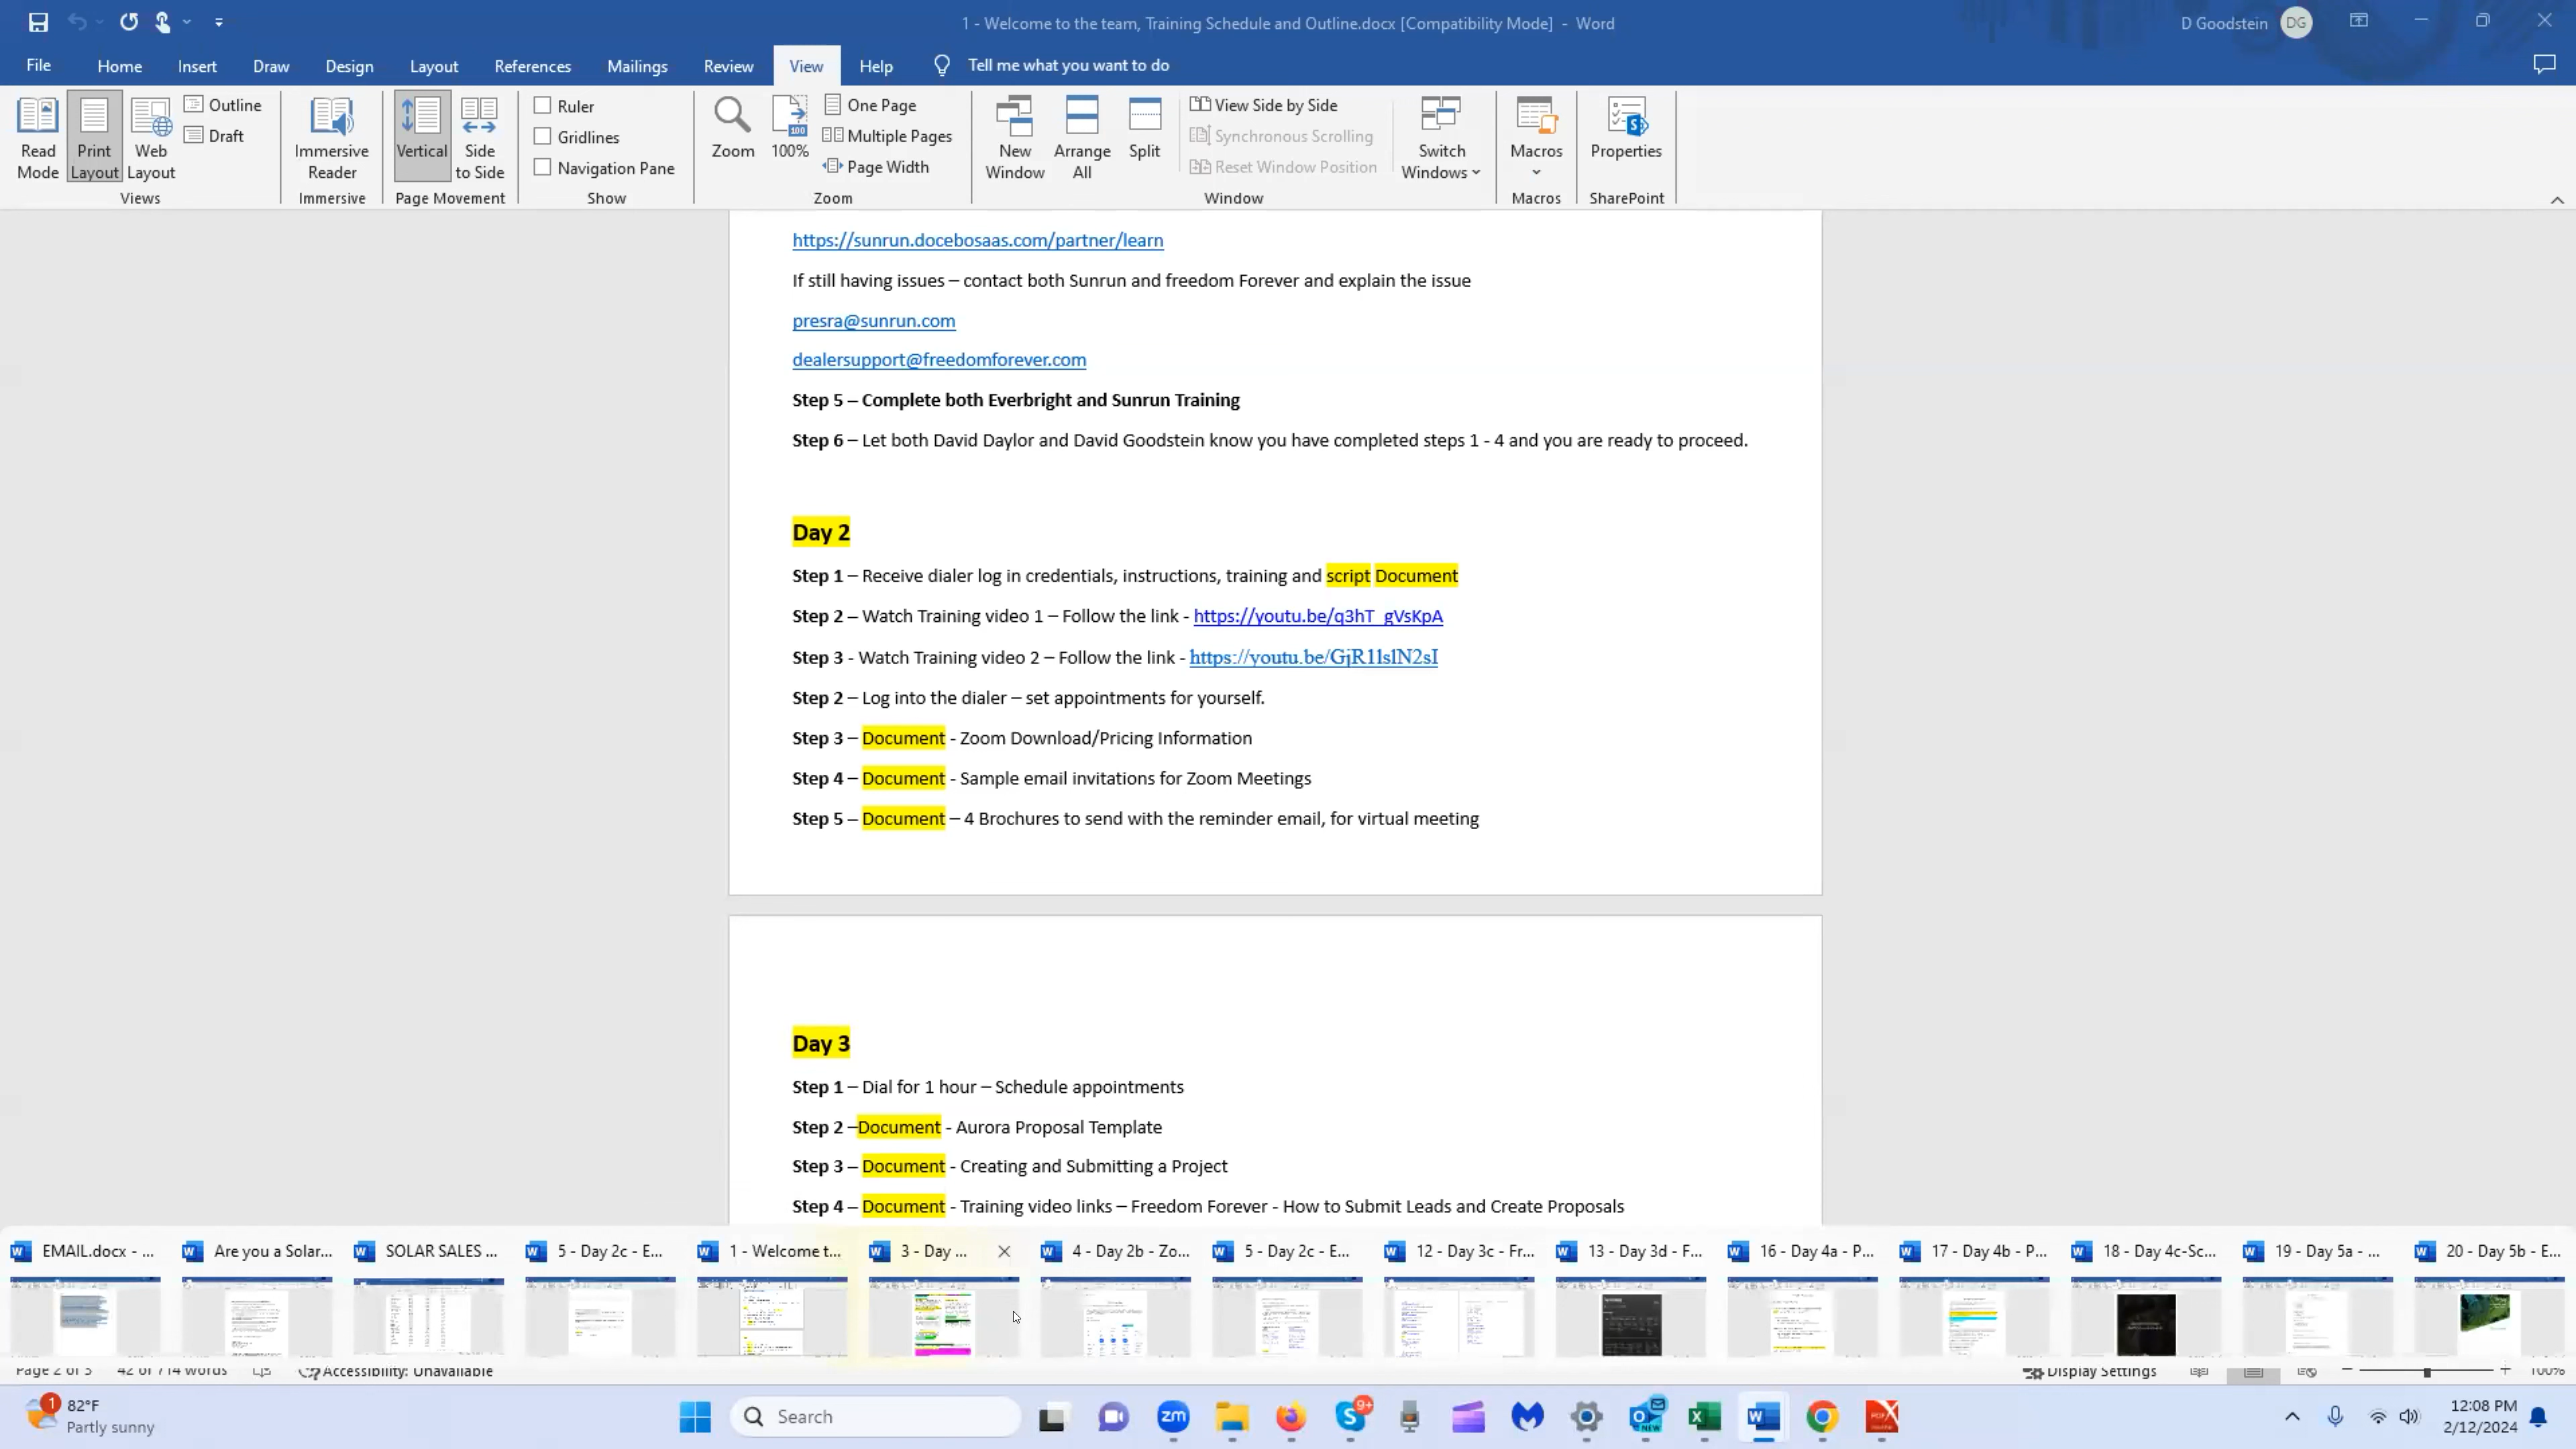 1 - Welcome to the team, Training Schedule and Outline.docx [Compatibility Mode] - Word
D Goodstein DG
File Home Insert Draw Design Layout References Mailings Review View Help Tell me what you want to do
Read Mode
Print Layout
Web Layout
Outline
Draft
Views
Immersive Reader
Immersive
Vertical
Side to Side
Page Movement
Ruler
Gridlines
Navigation Pane
Show
Zoom
100%
One Page
Multiple Pages
Page Width
Zoom
New Window
Arrange All
Split
View Side by Side
Synchronous Scrolling
Reset Window Position
Switch Windows
Window
Macros
Macros
Properties
SharePoint
https://sunrun.docebosaas.com/partner/learn
If still having issues – contact both Sunrun and freedom Forever and explain the issue
presra@sunrun.com
dealersupport@freedomforever.com
Step 5 – Complete both Everbright and Sunrun Training
Step 6 – Let both David Daylor and David Goodstein know you have completed steps 1 - 4 and you are ready to proceed.
Day 2
Step 1 – Receive dialer log in credentials, instructions, training and script Document
Step 2 – Watch Training video 1 – Follow the link - https://youtu.be/q3hT_gVsKpA
Step 3 - Watch Training video 2 – Follow the link - https://youtu.be/GjR1lslN2sI
Step 2 – Log into the dialer – set appointments for yourself.
Step 3 – Document - Zoom Download/Pricing Information
Step 4 – Document - Sample email invitations for Zoom Meetings
Step 5 – Document – 4 Brochures to send with the reminder email, for virtual meeting
Day 3
Step 1 – Dial for 1 hour – Schedule appointments
Step 2 –Document - Aurora Proposal Template
Step 3 – Document - Creating and Submitting a Project
Step 4 – Document - Training video links – Freedom Forever - How to Submit Leads and Create Proposals
EMAIL.docx - ...
Are you a Solar...
SOLAR SALES ...
5 - Day 2c - E...
1 - Welcome t...
3 - Day ...
4 - Day 2b - Zo...
5 - Day 2c - E...
12 - Day 3c - Fr...
13 - Day 3d - F...
16 - Day 4a - P...
17 - Day 4b - P...
18 - Day 4c-Sc...
19 - Day 5a - ...
20 - Day 5b - E...
Page 2 of 5 42 of 714 words Accessibility: Unavailable Display Settings 100%
1
82°F
Partly sunny
Search
zm
9+
NEW
12:08 PM
2/12/2024